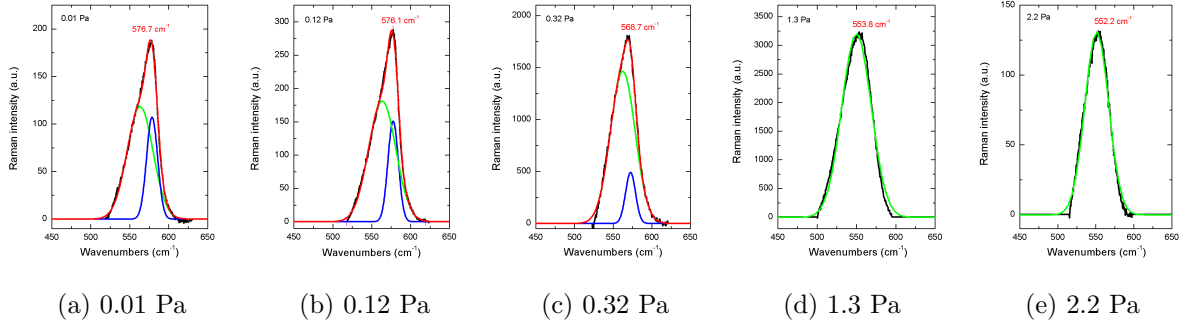 0.01 Pa
576.7 cm⁻¹
Raman intensity (a.u.)
200
150
100
50
0
450 500 550 600 650
Wavenumbers (cm⁻¹)
(a) 0.01 Pa
0.12 Pa
576.1 cm⁻¹
Raman intensity (a.u.)
300
250
200
150
100
50
0
450 500 550 600 650
Wavenumbers (cm⁻¹)
(b) 0.12 Pa
0.32 Pa
568.7 cm⁻¹
Raman intensity (a.u.)
2000
1500
1000
500
0
450 500 550 600 650
Wavenumbers (cm⁻¹)
(c) 0.32 Pa
1.3 Pa
553.8 cm⁻¹
Raman intensity (a.u.)
3500
3000
2500
2000
1500
1000
500
0
450 500 550 600 650
Wavenumbers (cm⁻¹)
(d) 1.3 Pa
2.2 Pa
552.2 cm⁻¹
Raman intensity (a.u.)
150
100
50
0
450 500 550 600 650
Wavenumbers (cm⁻¹)
(e) 2.2 Pa